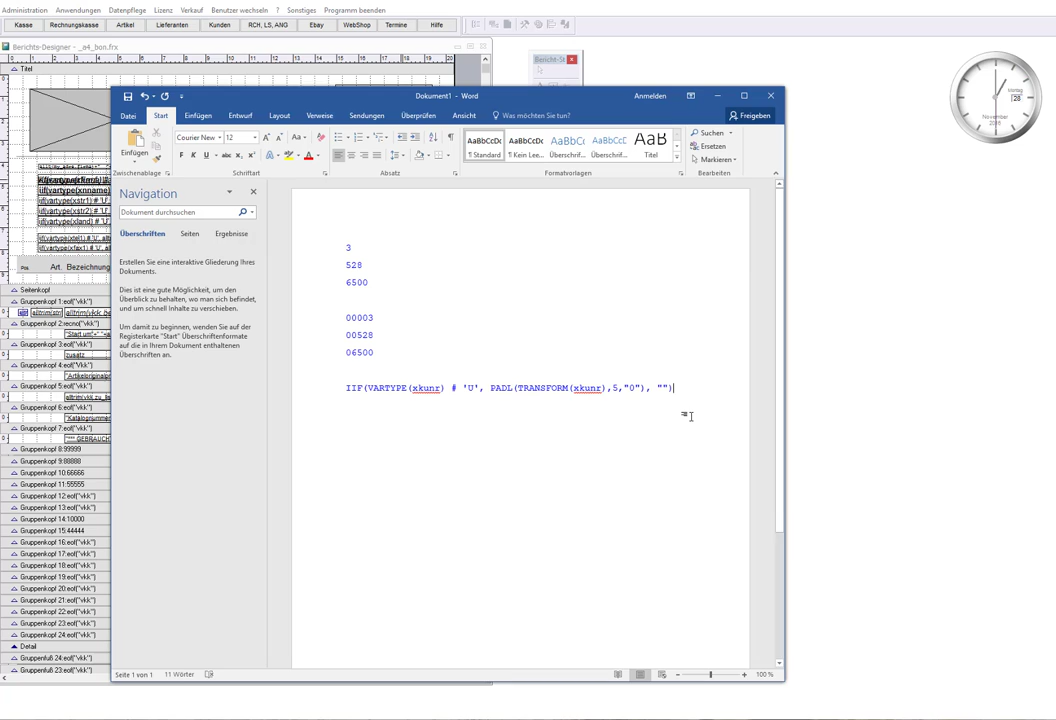 Administration Anwendungen Datenpflege Lizenz Verkauf Benutzer wechseln ? Sonstiges Programm beenden
Kasse Rechnungskasse Artikel Lieferanten Kunden RCH, LS, ANG Ebay WebShop Termine Hilfe
Berichts-Designer - _a4_bon.frx
Titel
Bericht-St
Dokument1 - Word
Anmelden
Datei Start Einfügen Entwurf Layout Verweise Sendungen Überprüfen Ansicht Was möchten Sie tun? Freigeben
Einfügen
Courier New 12
F K U abc x₂ x²
AaBbCcDc AaBbCcDc AaBbCc AaBbCcC AaB
¶ Standard ¶ Kein Lee... Überschrif... Überschrif... Titel
Suchen
Ersetzen
Markieren
Zwischenablage Schriftart Absatz Formatvorlagen Bearbeiten
Navigation
Dokument durchsuchen
Überschriften Seiten Ergebnisse
Erstellen Sie eine interaktive Gliederung Ihres
Dokuments.
Dies ist eine gute Möglichkeit, um den
Überblick zu behalten, wo man sich befindet,
und um schnell Inhalte zu verschieben.
Um damit zu beginnen, wenden Sie auf der
Registerkarte "Start" Überschriftenformate
auf die in Ihrem Dokument enthaltenen
Überschriften an.
3
528
6500
00003
00528
06500
IIF(VARTYPE(xkunr) # 'U', PADL(TRANSFORM(xkunr),5,"0"), "")
Pos. Art. Bezeichnung
Seitenkopf
Gruppenkopf 1:eof("vkk")
Gruppenkopf 2:recno("vkk")
Gruppenkopf 3:eof("vkk")
zusatz
Gruppenkopf 4:eof("vkk")
Gruppenkopf 5:eof("vkk")
Gruppenkopf 6:eof("vkk")
Gruppenkopf 7:eof("vkk")
Gruppenkopf 8:99999
Gruppenkopf 9:88888
Gruppenkopf 10:66666
Gruppenkopf 11:55555
Gruppenkopf 12:eof("vkk")
Gruppenkopf 13:eof("vkk")
Gruppenkopf 14:10000
Gruppenkopf 15:44444
Gruppenkopf 16:eof("vkk")
Gruppenkopf 17:eof("vkk")
Gruppenkopf 18:eof("vkk")
Gruppenkopf 19:eof("vkk")
Gruppenkopf 20:eof("vkk")
Gruppenkopf 21:eof("vkk")
Gruppenkopf 22:eof("vkk")
Gruppenkopf 23:eof("vkk")
Gruppenkopf 24:eof("vkk")
Detail
Gruppenfuß 24:eof("vkk")
Gruppenfuß 23:eof("vkk")
Seite 1 von 1 11 Wörter
100 %
Montag
28
November